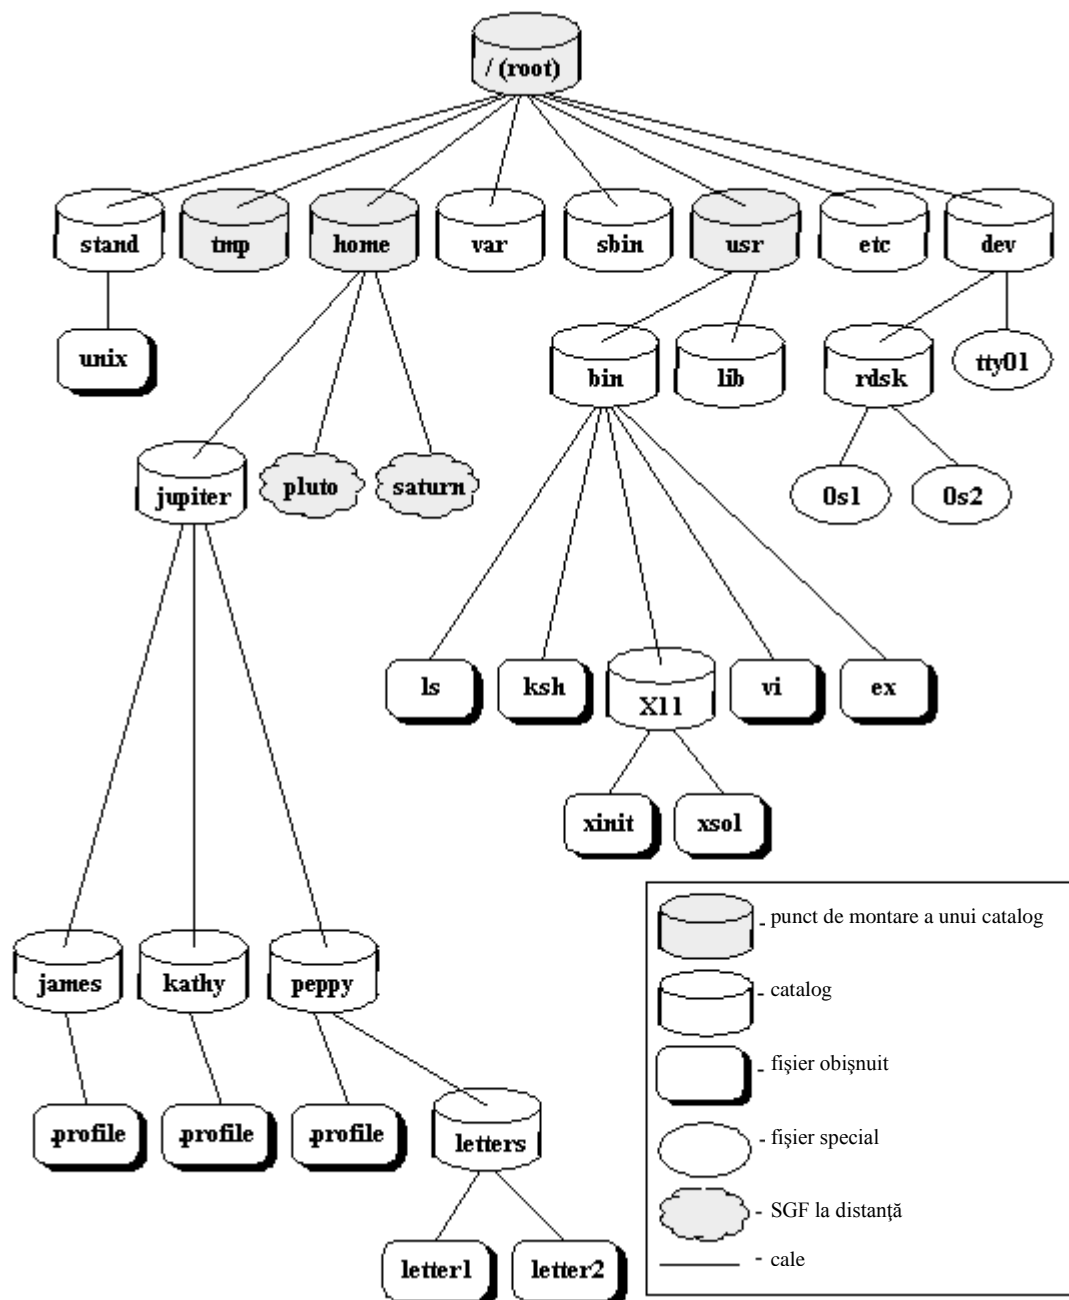 / (root)
stand
tmp
home
var
sbin
usr
etc
dev
unix
bin
lib
rdsk
tty01
jupiter
pluto
saturn
0s1
0s2
ls
ksh
X11
vi
ex
xinit
xsol
james
kathy
peppy
.profile
.profile
.profile
letters
letter1
letter2
- punct de montare a unui catalog
- catalog
- fişier obişnuit
- fişier special
- SGF la distanţă
- cale